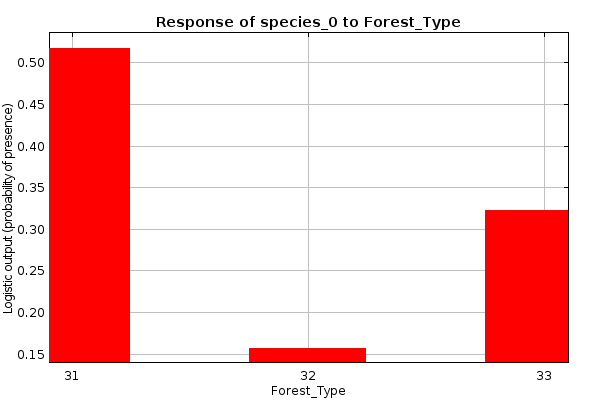 Response of species_0 to Forest_Type
Logistic output (probability of presence)
0.50
0.45
0.40
0.35
0.30
0.25
0.20
0.15
31 32 33
Forest_Type